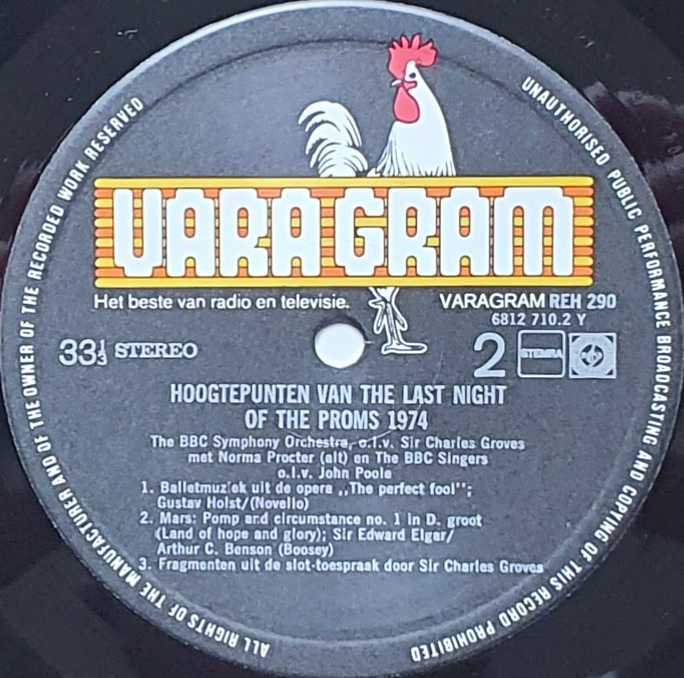 VARAGRAM
Het beste van radio en televisie.
VARAGRAM REH 290
6812 710.2 Y
33⅓ STEREO
2 STEMRA
HOOGTEPUNTEN VAN THE LAST NIGHT
OF THE PROMS 1974
The BBC Symphony Orchestra, o.l.v. Sir Charles Groves
met Norma Procter (alt) en The BBC Singers
o.l.v. John Poole
1. Balletmuziek uit de opera ,,The perfect fool";
Gustav Holst/(Novello)
2. Mars: Pomp and circumstance no. 1 in D. groot
(Land of hope and glory); Sir Edward Elgar/
Arthur C. Benson (Boosey)
3. Fragmenten uit de slot-toespraak door Sir Charles Groves
ALL RIGHTS OF THE MANUFACTURER AND OF THE OWNER OF THE RECORDED WORK RESERVED
UNAUTHORISED PUBLIC PERFORMANCE BROADCASTING AND COPYING OF THIS RECORD PROHIBITED